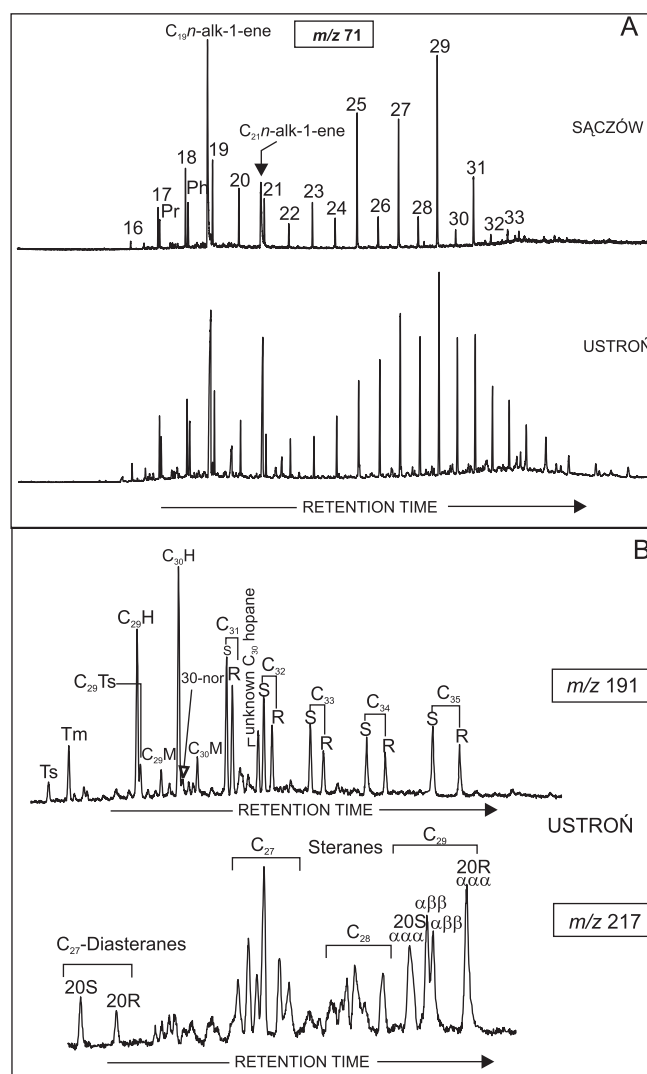 A
C₁₉n-alk-1-ene
m/z 71
29
SĄCZÓW
C₂₁n-alk-1-ene
25
27
18
19
31
17
Ph
20
21
23
Pr
22
24
26
28
30
33
16
32
USTROŃ
RETENTION TIME
B
C₃₀H
C₂₉H
C₃₁
S
R
unknown C₃₀ hopane
C₃₂
S
R
C₂₉Ts
30-nor
C₃₃
S
R
C₃₄
S
R
C₃₅
S
R
m/z 191
Tm
C₂₉M
C₃₀M
Ts
RETENTION TIME
USTROŃ
C₂₇
Steranes
C₂₉
20R
ααα
αββ
20S
ααα
αββ
m/z 217
C₂₈
C₂₇-Diasteranes
20S
20R
RETENTION TIME